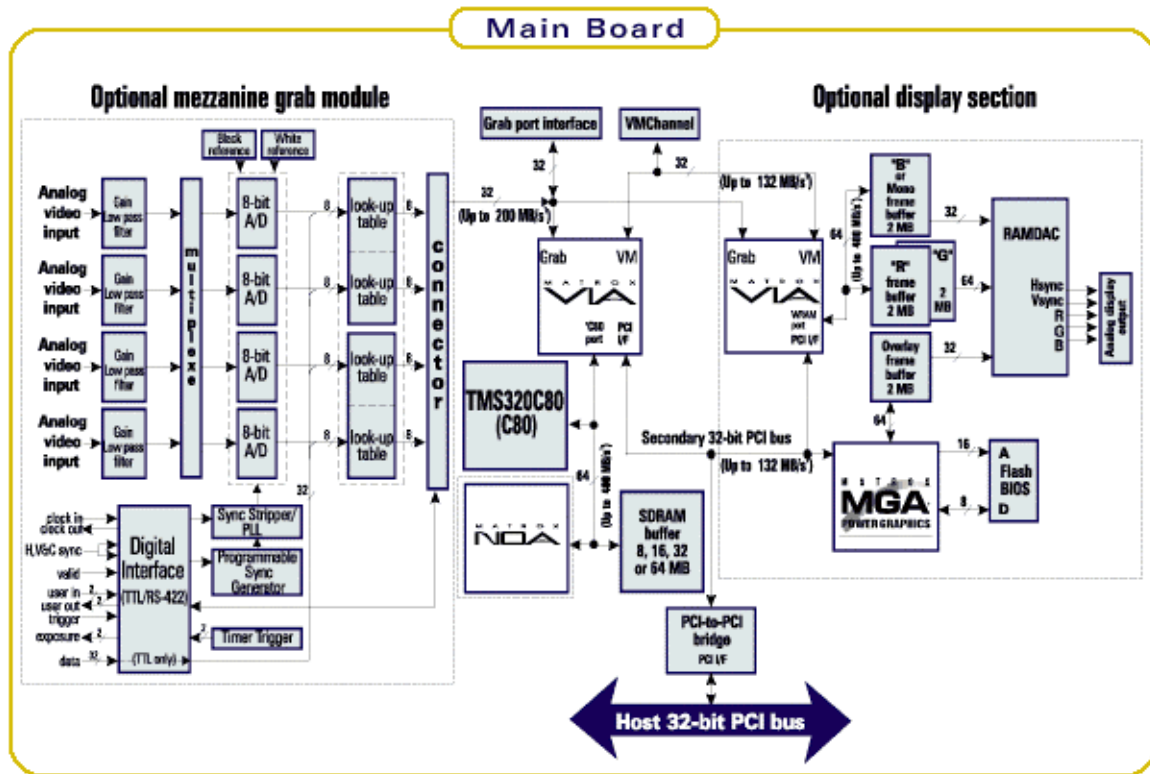 Main Board
Optional mezzanine grab module
Optional display section
Grab port interface
VMChannel
Black
reference
White
reference
32
32
32
(Up to 200 MB/s)
(Up to 132 MB/s)
Analog
video
input
Gain
Low pass
filter
8-bit
A/D
8
look-up
table
8
Analog
video
input
Gain
Low pass
filter
8-bit
A/D
look-up
table
8
Analog
video
input
Gain
Low pass
filter
8-bit
A/D
8
look-up
table
8
Analog
video
input
Gain
Low pass
filter
8-bit
A/D
8
look-up
table
8
multiplexe
connector
32
Grab
VM
MATROX
VIA
'C80
port
PCI
I/F
Grab
VM
MATROX
VIA
WRAM
port
PCI I/F
64
(Up to 400 MB/s)
"B"
or
Mono
frame
buffer
2 MB
32
"R"
frame
buffer
2 MB
"G"
2
MB
64
Overlay
frame
buffer
2 MB
32
RAMDAC
Hsync
Vsync
R
G
B
Analog display
output
TMS320C80
(C80)
Secondary 32-bit PCI bus
(Up to 132 MB/s)
64
(Up to 400 MB/s)
64
MATROX
MGA
POWER GRAPHICS
16
8
A
Flash
BIOS
D
MATROX
NOA
SDRAM
buffer
8, 16, 32
or 64 MB
clock in
clock out
H,V&C sync
valid
user in
2
user out
2
trigger
exposure
2
data
32
Digital
Interface
(TTL/RS-422)
(TTL only)
Sync Stripper/
PLL
Programmable
Sync
Generator
2
Timer Trigger
PCI-to-PCI
bridge
PCI I/F
Host 32-bit PCI bus